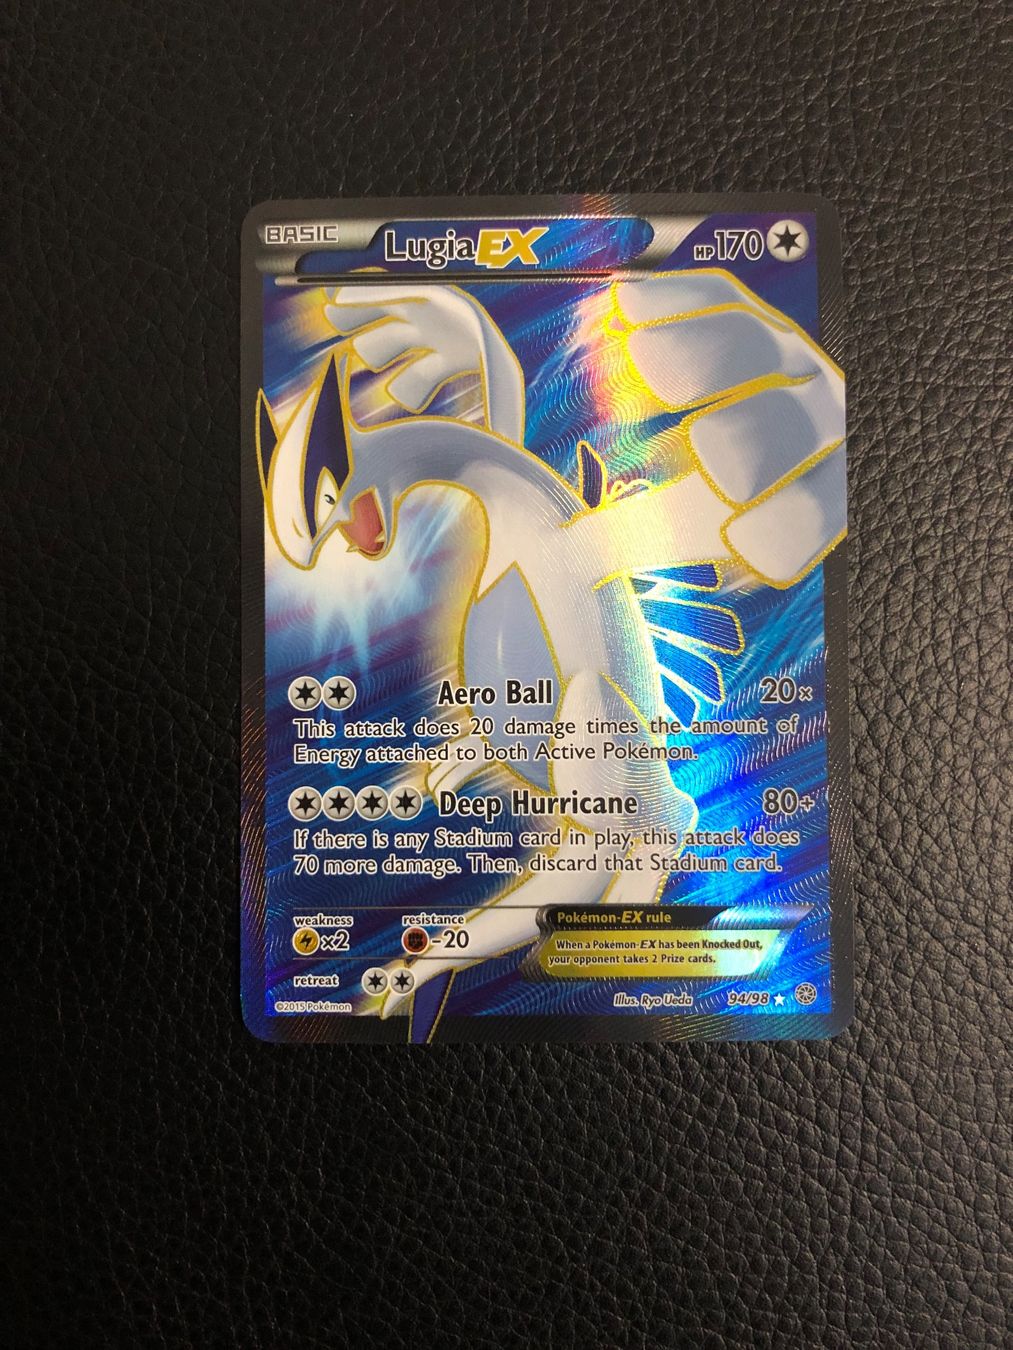 BASIC Lugia EX HP 170
Aero Ball 20×
This attack does 20 damage times the amount of
Energy attached to both Active Pokémon.
Deep Hurricane 80+
If there is any Stadium card in play, this attack does
70 more damage. Then, discard that Stadium card.
weakness resistance
×2 -20
retreat
Pokémon-EX rule
When a Pokémon-EX has been Knocked Out,
your opponent takes 2 Prize cards.
©2015 Pokémon Illus. Ryo Ueda 94/98